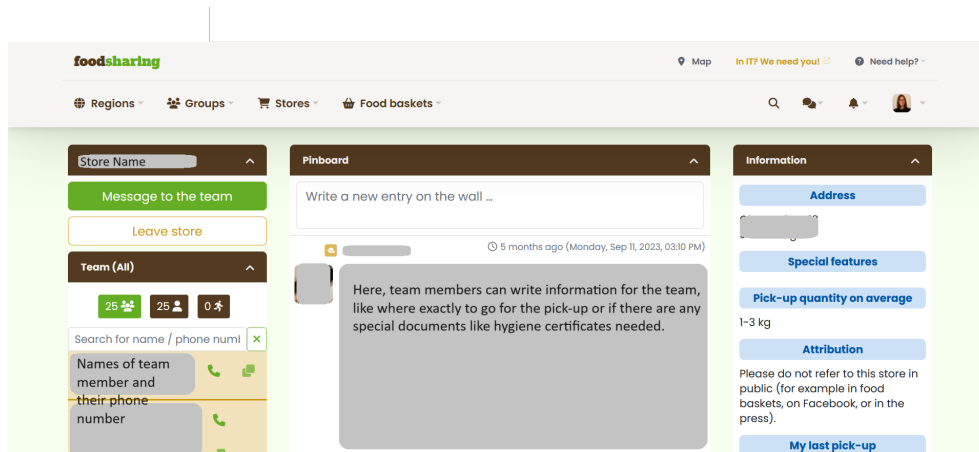 foodsharing
Map
In IT? We need you!
Need help?
Regions
Groups
Stores
Food baskets
Store Name
Message to the team
Leave store
Team (All)
25
25
0
Search for name / phone numl
Names of team
member and
their phone
number
Pinboard
Write a new entry on the wall ...
5 months ago (Monday, Sep 11, 2023, 03:10 PM)
Here, team members can write information for the team,
like where exactly to go for the pick-up or if there are any
special documents like hygiene certificates needed.
Information
Address
Special features
Pick-up quantity on average
1-3 kg
Attribution
Please do not refer to this store in
public (for example in food
baskets, on Facebook, or in the
press).
My last pick-up